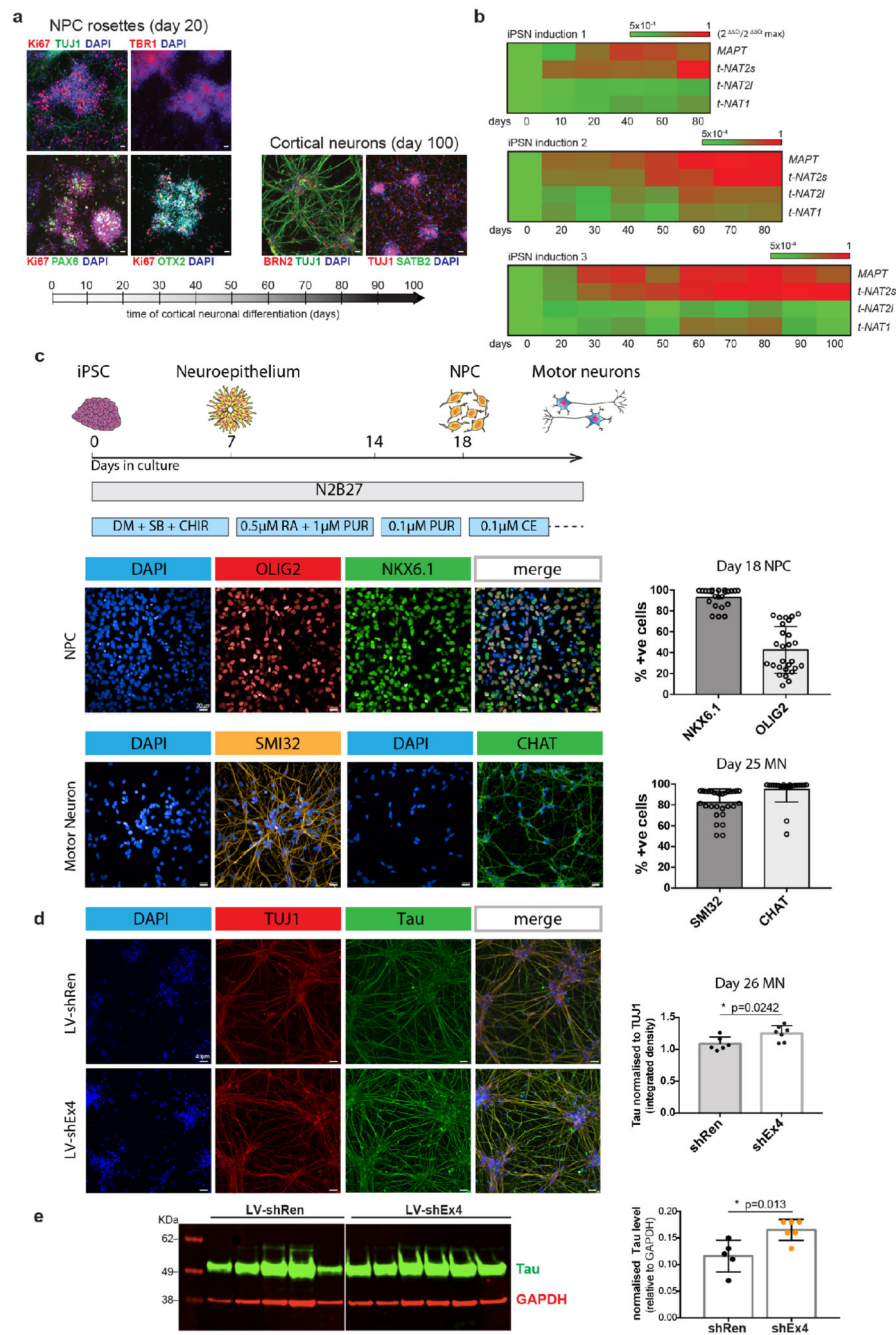 a
NPC rosettes (day 20)
Ki67 TUJ1 DAPI
TBR1 DAPI
Ki67 PAX6 DAPI
Ki67 OTX2 DAPI
Cortical neurons (day 100)
BRN2 TUJ1 DAPI
TUJ1 SATB2 DAPI
0 10 20 30 40 50 60 70 80 90 100
time of cortical neuronal differentiation (days)
b
iPSN induction 1
5x10⁻⁴ 1
MAPT
t-NAT2s
t-NAT2l
t-NAT1
days 0 10 20 40 60 80
iPSN induction 2
5x10⁻⁴ 1
MAPT
t-NAT2s
t-NAT2l
t-NAT1
days 0 20 30 40 50 60 70 80
iPSN induction 3
5x10⁻⁴ 1
MAPT
t-NAT2s
t-NAT2l
t-NAT1
days 0 20 30 40 50 60 70 80 90 100
c
iPSC
Neuroepithelium
NPC
Motor neurons
0 7 14 18
Days in culture
N2B27
DM + SB + CHIR
0.5µM RA + 1µM PUR
0.1µM PUR
0.1µM CE
DAPI OLIG2 NKX6.1 merge
NPC
20µm
Day 18 NPC
% +ve cells
100
80
60
40
20
0
NKX6.1
OLIG2
DAPI SMI32 DAPI CHAT
Motor Neuron
Day 25 MN
% +ve cells
100
80
60
40
20
0
SMI32
CHAT
d
DAPI TUJ1 Tau merge
LV-shRen
LV-shEx4
Day 26 MN
* p=0.0242
Tau normalised to TUJ1
(integrated density)
1.5
1.0
0.5
0.0
shRen
shEx4
e
LV-shRen LV-shEx4
KDa
62
49
38
Tau
GAPDH
* p=0.013
normalised Tau level
(relative to GAPDH)
0.20
0.15
0.10
0.05
0.00
shRen shEx4